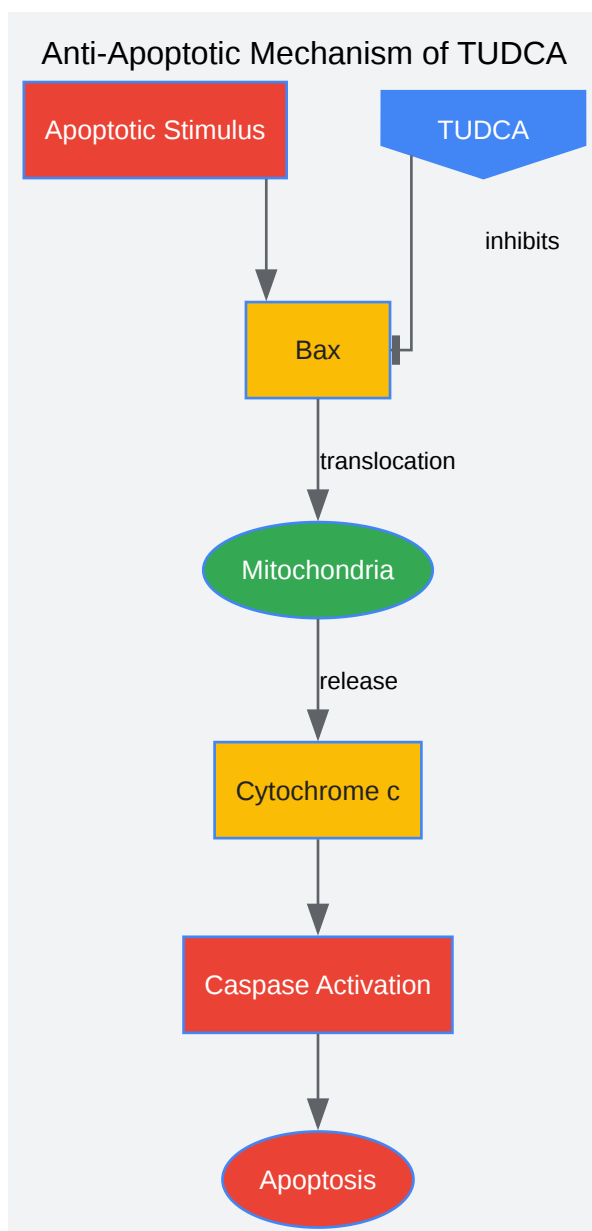 Anti-Apoptotic Mechanism of TUDCA
Apoptotic Stimulus
TUDCA
inhibits
Bax
translocation
Mitochondria
release
Cytochrome c
Caspase Activation
Apoptosis